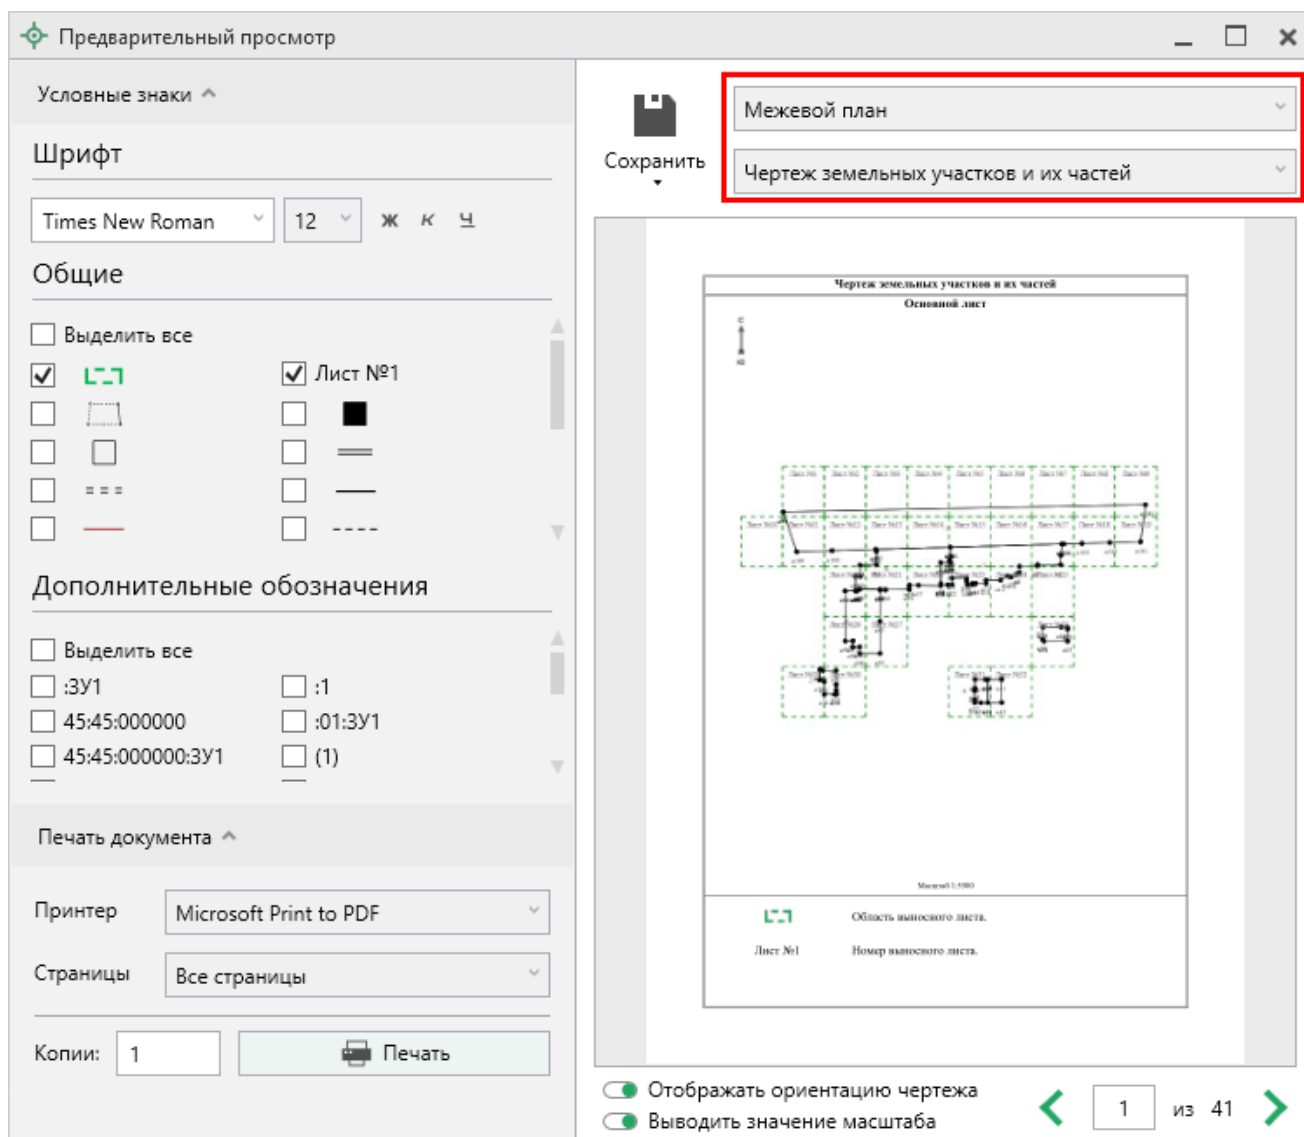 Предварительный просмотр
Условные знаки
Шрифт
Times New Roman 12 Ж К Ч
Общие
Выделить все
Лист №1
Дополнительные обозначения
Выделить все
:ЗУ1 :1
45:45:000000 :01:ЗУ1
45:45:000000:ЗУ1 (1)
Печать документа
Принтер Microsoft Print to PDF
Страницы Все страницы
Копии: 1 Печать
Сохранить
Межевой план
Чертеж земельных участков и их частей
Чертеж земельных участков и их частей
Основной лист
С
Ю
Масштаб 1:5300
Область выносного листа.
Лист №1 Номер выносного листа.
Отображать ориентацию чертежа
Выводить значение масштаба
1 из 41